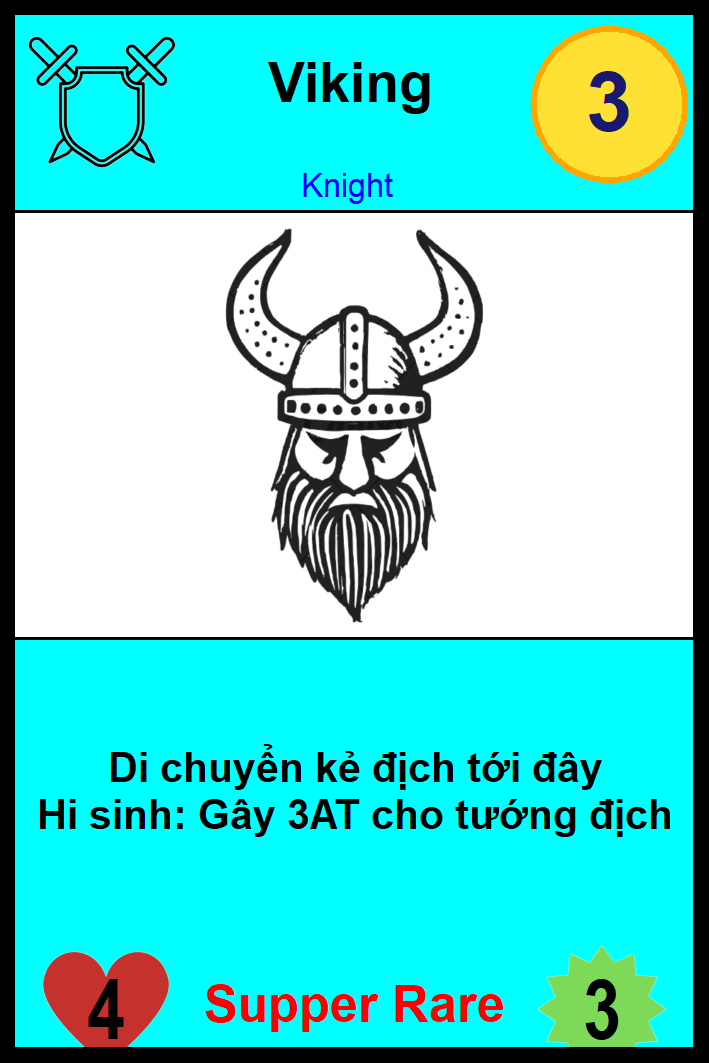 Viking
3
Knight
Di chuyển kẻ địch tới đây
Hi sinh: Gây 3AT cho tướng địch
4
Supper Rare
3